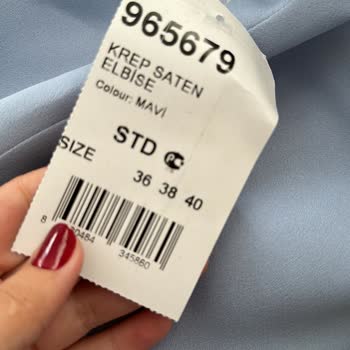 965679
KREP SATEN
ELBİSE
Colour: MAVİ
STD
SIZE
36 38 40
345860